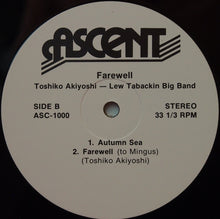 ASCENT
Farewell
Toshiko Akiyoshi — Lew Tabackin Big Band
SIDE B STEREO
ASC-1000 33 1/3 RPM
1. Autumn Sea
2. Farewell (to Mingus)
(Toshiko Akiyoshi)